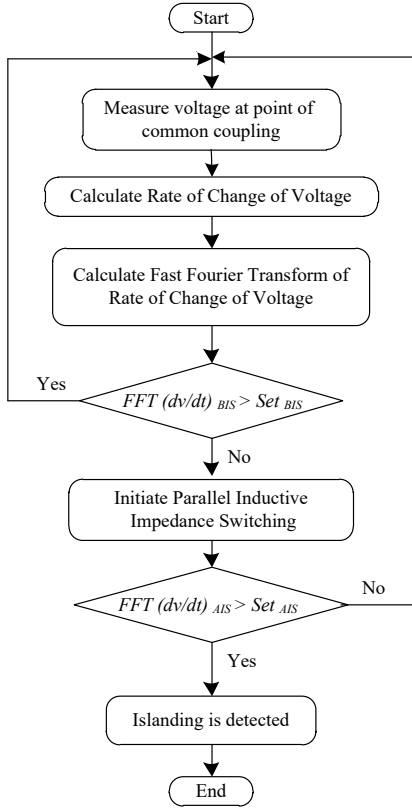 Start
Measure voltage at point of
common coupling
Calculate Rate of Change of Voltage
Calculate Fast Fourier Transform of
Rate of Change of Voltage
Yes
FFT (dv/dt) BIS > Set BIS
No
Initiate Parallel Inductive
Impedance Switching
FFT (dv/dt) AIS > Set AIS
No
Yes
Islanding is detected
End